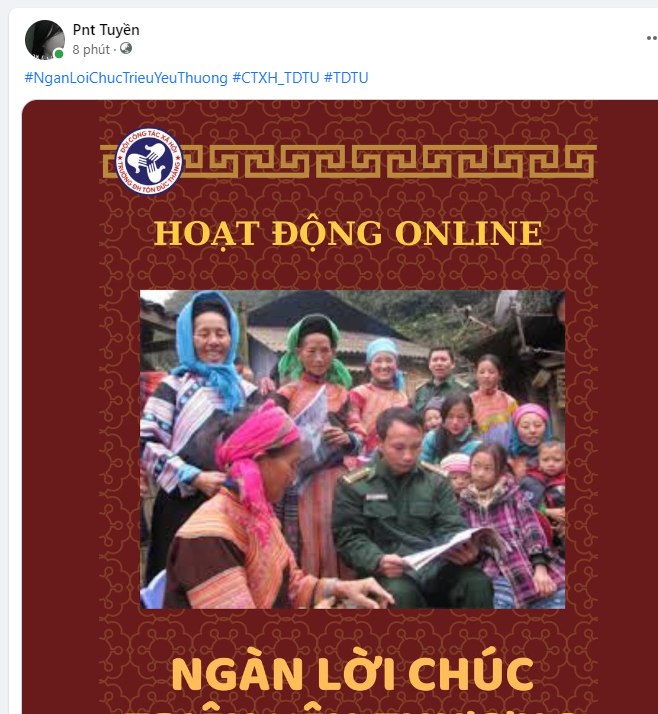 Pnt Tuyền
8 phút ·
#NganLoiChucTrieuYeuThuong #CTXH_TDTU #TDTU
ĐỘI CÔNG TÁC XÃ HỘI
TRƯỜNG ĐH TÔN ĐỨC THẮNG
HOẠT ĐỘNG ONLINE
NGÀN LỜI CHÚC